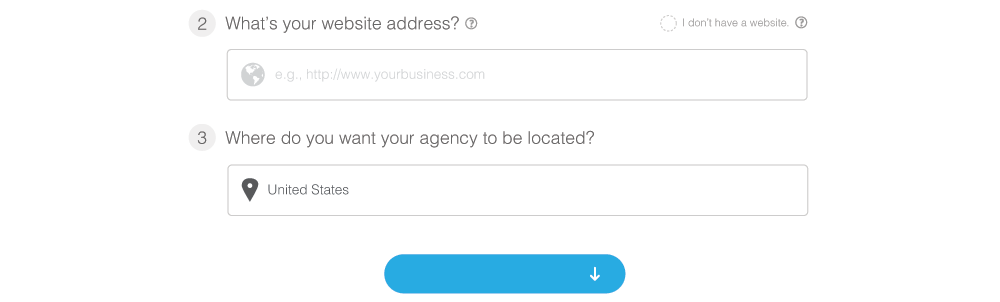 2 What's your website address? ?
I don't have a website. ?
e.g., http://www.yourbusiness.com
3 Where do you want your agency to be located?
United States